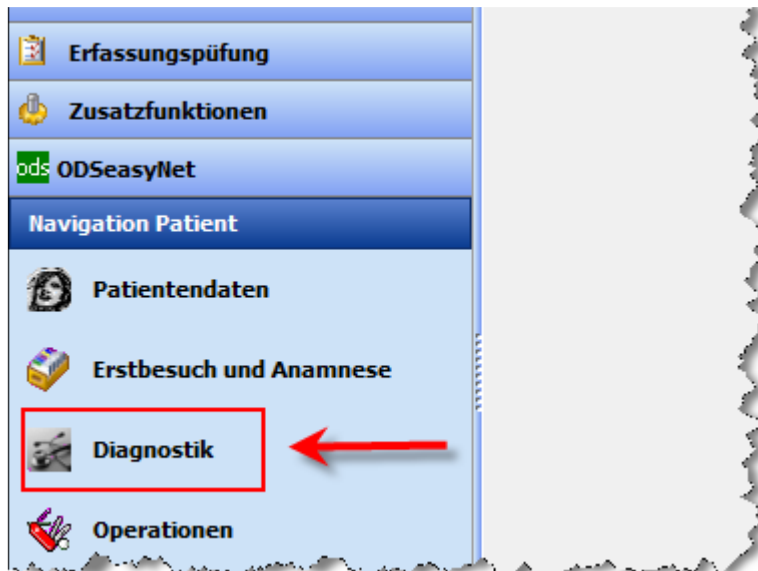 Erfassungspüfung
Zusatzfunktionen
ods ODSeasyNet
Navigation Patient
Patientendaten
Erstbesuch und Anamnese
Diagnostik
Operationen